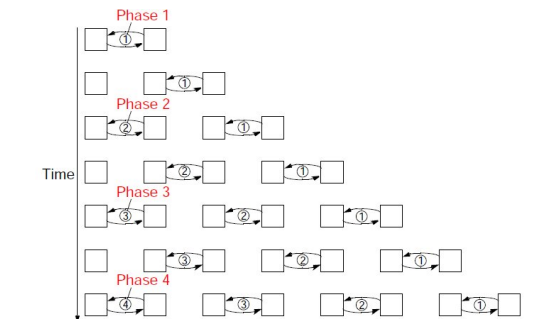 Phase 1
①
①
Phase 2
② ①
Time ② ①
Phase 3
③ ② ①
③ ② ①
Phase 4
④ ③ ② ①